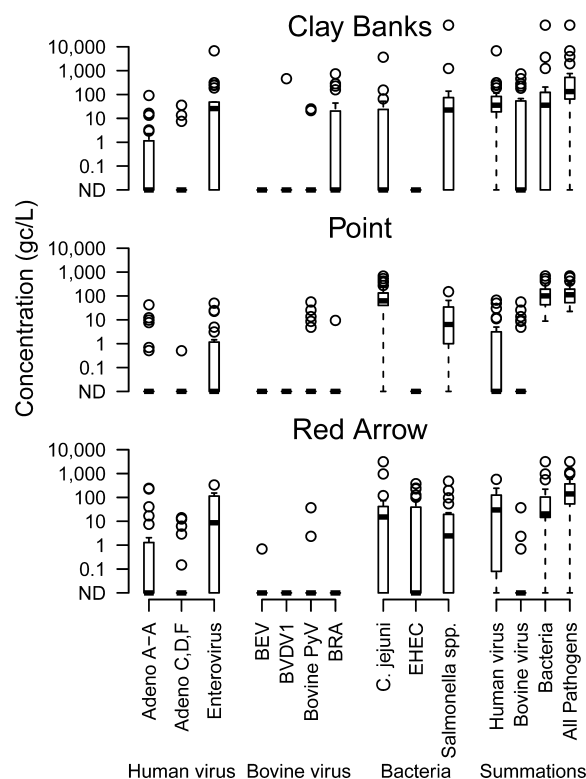 Clay Banks
10,000
1,000
100
10
1
0.1
ND
Point
10,000
1,000
100
10
1
0.1
ND
Red Arrow
10,000
1,000
100
10
1
0.1
ND
Concentration (gc/L)
Adeno A−A
Adeno C,D,F
Enterovirus
BEV
BVDV1
Bovine PyV
BRA
C. jejuni
EHEC
Salmonella spp.
Human virus
Bovine virus
Bacteria
All Pathogens
Human virus Bovine virus Bacteria Summations